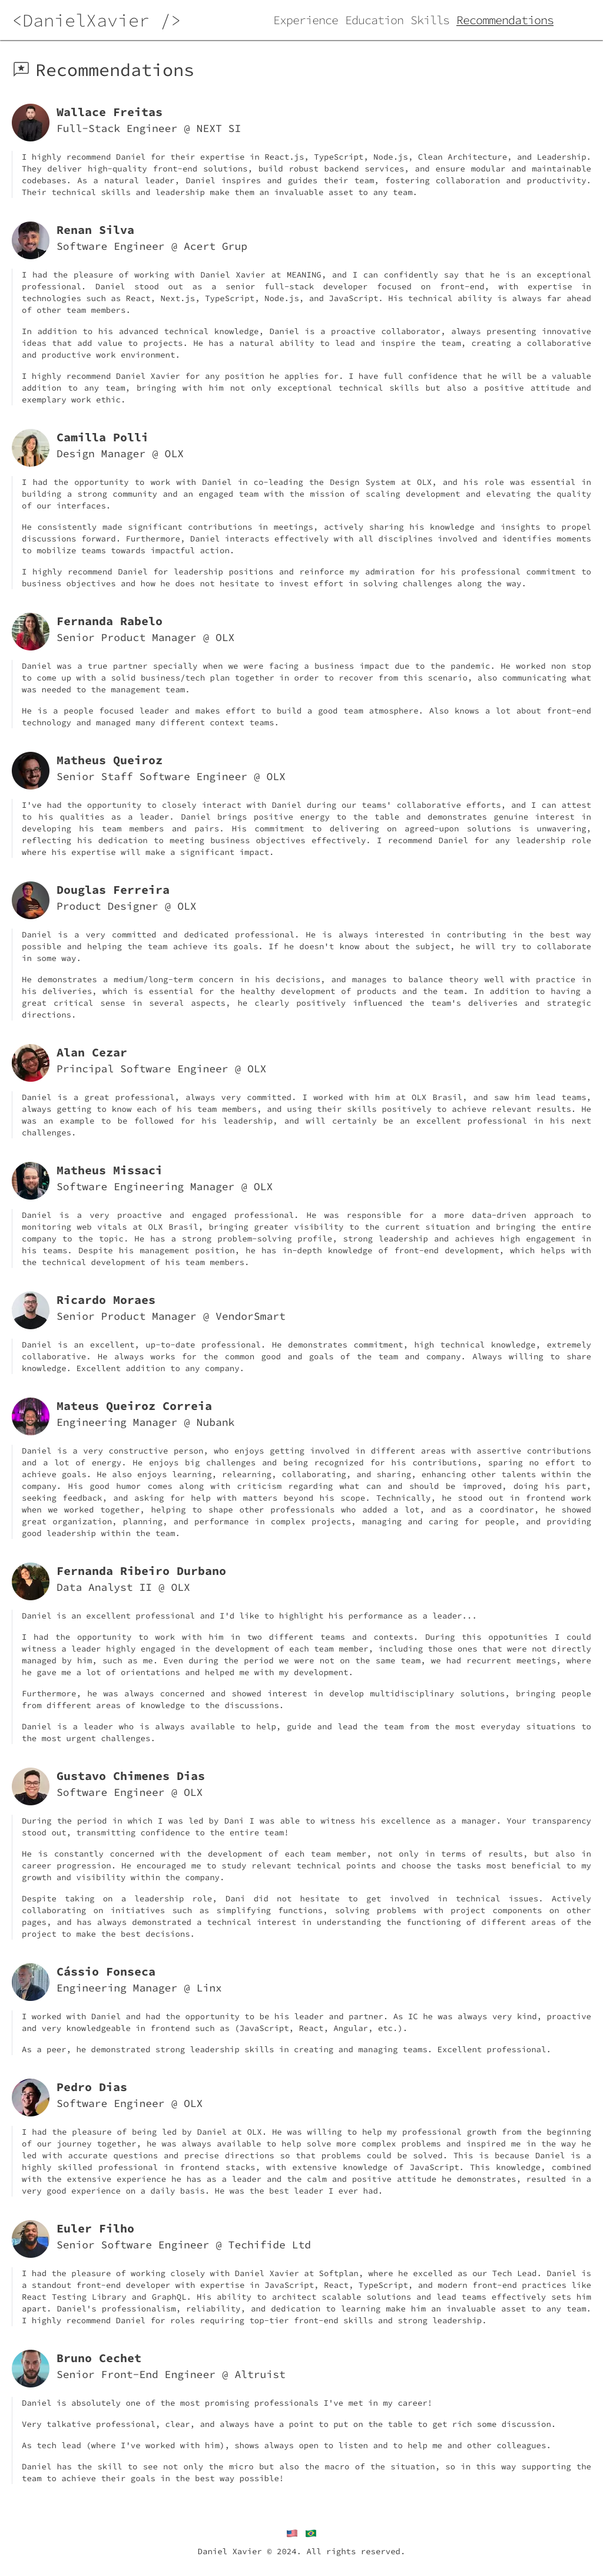 <DanielXavier />
Experience Education Skills Recommendations
Recommendations
Wallace Freitas
Full-Stack Engineer @ NEXT SI
I highly recommend Daniel for their expertise in React.js, TypeScript, Node.js, Clean Architecture, and Leadership.
They deliver high-quality front-end solutions, build robust backend services, and ensure modular and maintainable
codebases. As a natural leader, Daniel inspires and guides their team, fostering collaboration and productivity.
Their technical skills and leadership make them an invaluable asset to any team.
Renan Silva
Software Engineer @ Acert Grup
I had the pleasure of working with Daniel Xavier at MEANING, and I can confidently say that he is an exceptional
professional. Daniel stood out as a senior full-stack developer focused on front-end, with expertise in
technologies such as React, Next.js, TypeScript, Node.js, and JavaScript. His technical ability is always far ahead
of other team members.
In addition to his advanced technical knowledge, Daniel is a proactive collaborator, always presenting innovative
ideas that add value to projects. He has a natural ability to lead and inspire the team, creating a collaborative
and productive work environment.
I highly recommend Daniel Xavier for any position he applies for. I have full confidence that he will be a valuable
addition to any team, bringing with him not only exceptional technical skills but also a positive attitude and
exemplary work ethic.
Camilla Polli
Design Manager @ OLX
I had the opportunity to work with Daniel in co-leading the Design System at OLX, and his role was essential in
building a strong community and an engaged team with the mission of scaling development and elevating the quality
of our interfaces.
He consistently made significant contributions in meetings, actively sharing his knowledge and insights to propel
discussions forward. Furthermore, Daniel interacts effectively with all disciplines involved and identifies moments
to mobilize teams towards impactful action.
I highly recommend Daniel for leadership positions and reinforce my admiration for his professional commitment to
business objectives and how he does not hesitate to invest effort in solving challenges along the way.
Fernanda Rabelo
Senior Product Manager @ OLX
Daniel was a true partner specially when we were facing a business impact due to the pandemic. He worked non stop
to come up with a solid business/tech plan together in order to recover from this scenario, also communicating what
was needed to the management team.
He is a people focused leader and makes effort to build a good team atmosphere. Also knows a lot about front-end
technology and managed many different context teams.
Matheus Queiroz
Senior Staff Software Engineer @ OLX
I've had the opportunity to closely interact with Daniel during our teams' collaborative efforts, and I can attest
to his qualities as a leader. Daniel brings positive energy to the table and demonstrates genuine interest in
developing his team members and pairs. His commitment to delivering on agreed-upon solutions is unwavering,
reflecting his dedication to meeting business objectives effectively. I recommend Daniel for any leadership role
where his expertise will make a significant impact.
Douglas Ferreira
Product Designer @ OLX
Daniel is a very committed and dedicated professional. He is always interested in contributing in the best way
possible and helping the team achieve its goals. If he doesn't know about the subject, he will try to collaborate
in some way.
He demonstrates a medium/long-term concern in his decisions, and manages to balance theory well with practice in
his deliveries, which is essential for the healthy development of products and the team. In addition to having a
great critical sense in several aspects, he clearly positively influenced the team's deliveries and strategic
directions.
Alan Cezar
Principal Software Engineer @ OLX
Daniel is a great professional, always very committed. I worked with him at OLX Brasil, and saw him lead teams,
always getting to know each of his team members, and using their skills positively to achieve relevant results. He
was an example to be followed for his leadership, and will certainly be an excellent professional in his next
challenges.
Matheus Missaci
Software Engineering Manager @ OLX
Daniel is a very proactive and engaged professional. He was responsible for a more data-driven approach to
monitoring web vitals at OLX Brasil, bringing greater visibility to the current situation and bringing the entire
company to the topic. He has a strong problem-solving profile, strong leadership and achieves high engagement in
his teams. Despite his management position, he has in-depth knowledge of front-end development, which helps with
the technical development of his team members.
Ricardo Moraes
Senior Product Manager @ VendorSmart
Daniel is an excellent, up-to-date professional. He demonstrates commitment, high technical knowledge, extremely
collaborative. He always works for the common good and goals of the team and company. Always willing to share
knowledge. Excellent addition to any company.
Mateus Queiroz Correia
Engineering Manager @ Nubank
Daniel is a very constructive person, who enjoys getting involved in different areas with assertive contributions
and a lot of energy. He enjoys big challenges and being recognized for his contributions, sparing no effort to
achieve goals. He also enjoys learning, relearning, collaborating, and sharing, enhancing other talents within the
company. His good humor comes along with criticism regarding what can and should be improved, doing his part,
seeking feedback, and asking for help with matters beyond his scope. Technically, he stood out in frontend work
when we worked together, helping to shape other professionals who added a lot, and as a coordinator, he showed
great organization, planning, and performance in complex projects, managing and caring for people, and providing
good leadership within the team.
Fernanda Ribeiro Durbano
Data Analyst II @ OLX
Daniel is an excellent professional and I'd like to highlight his performance as a leader...
I had the opportunity to work with him in two different teams and contexts. During this oppotunities I could
witness a leader highly engaged in the development of each team member, including those ones that were not directly
managed by him, such as me. Even during the period we were not on the same team, we had recurrent meetings, where
he gave me a lot of orientations and helped me with my development.
Furthermore, he was always concerned and showed interest in develop multidisciplinary solutions, bringing people
from different areas of knowledge to the discussions.
Daniel is a leader who is always available to help, guide and lead the team from the most everyday situations to
the most urgent challenges.
Gustavo Chimenes Dias
Software Engineer @ OLX
During the period in which I was led by Dani I was able to witness his excellence as a manager. Your transparency
stood out, transmitting confidence to the entire team!
He is constantly concerned with the development of each team member, not only in terms of results, but also in
career progression. He encouraged me to study relevant technical points and choose the tasks most beneficial to my
growth and visibility within the company.
Despite taking on a leadership role, Dani did not hesitate to get involved in technical issues. Actively
collaborating on initiatives such as simplifying functions, solving problems with project components on other
pages, and has always demonstrated a technical interest in understanding the functioning of different areas of the
project to make the best decisions.
Cássio Fonseca
Engineering Manager @ Linx
I worked with Daniel and had the opportunity to be his leader and partner. As IC he was always very kind, proactive
and very knowledgeable in frontend such as (JavaScript, React, Angular, etc.).
As a peer, he demonstrated strong leadership skills in creating and managing teams. Excellent professional.
Pedro Dias
Software Engineer @ OLX
I had the pleasure of being led by Daniel at OLX. He was willing to help my professional growth from the beginning
of our journey together, he was always available to help solve more complex problems and inspired me in the way he
led with accurate questions and precise directions so that problems could be solved. This is because Daniel is a
highly skilled professional in frontend stacks, with extensive knowledge of JavaScript. This knowledge, combined
with the extensive experience he has as a leader and the calm and positive attitude he demonstrates, resulted in a
very good experience on a daily basis. He was the best leader I ever had.
Euler Filho
Senior Software Engineer @ Techifide Ltd
I had the pleasure of working closely with Daniel Xavier at Softplan, where he excelled as our Tech Lead. Daniel is
a standout front-end developer with expertise in JavaScript, React, TypeScript, and modern front-end practices like
React Testing Library and GraphQL. His ability to architect scalable solutions and lead teams effectively sets him
apart. Daniel's professionalism, reliability, and dedication to learning make him an invaluable asset to any team.
I highly recommend Daniel for roles requiring top-tier front-end skills and strong leadership.
Bruno Cechet
Senior Front-End Engineer @ Altruist
Daniel is absolutely one of the most promising professionals I've met in my career!
Very talkative professional, clear, and always have a point to put on the table to get rich some discussion.
As tech lead (where I've worked with him), shows always open to listen and to help me and other colleagues.
Daniel has the skill to see not only the micro but also the macro of the situation, so in this way supporting the
team to achieve their goals in the best way possible!
Daniel Xavier © 2024. All rights reserved.